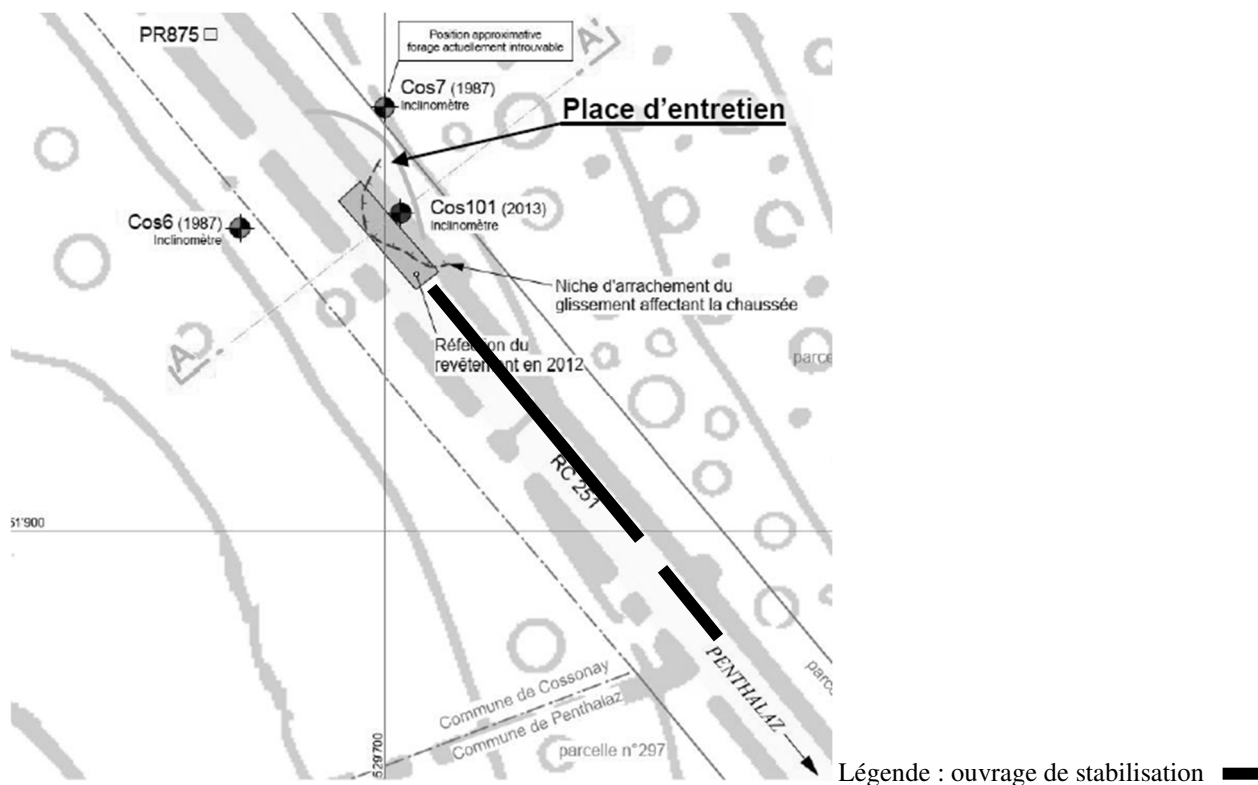 PR875
Position approximative
forage actuellement introuvable
A'
Cos7 (1987)
Inclinomètre
Place d'entretien
Cos6 (1987)
Inclinomètre
Cos101 (2013)
Inclinomètre
Niche d'arrachement du
glissement affectant la chaussée
A
Réfection du
revêtement en 2012
parce
RC 251
51'900
PENTHALAZ
parce
Commune de Cossonay
Commune de Penthalaz
529'700
parcelle n°297
Légende : ouvrage de stabilisation